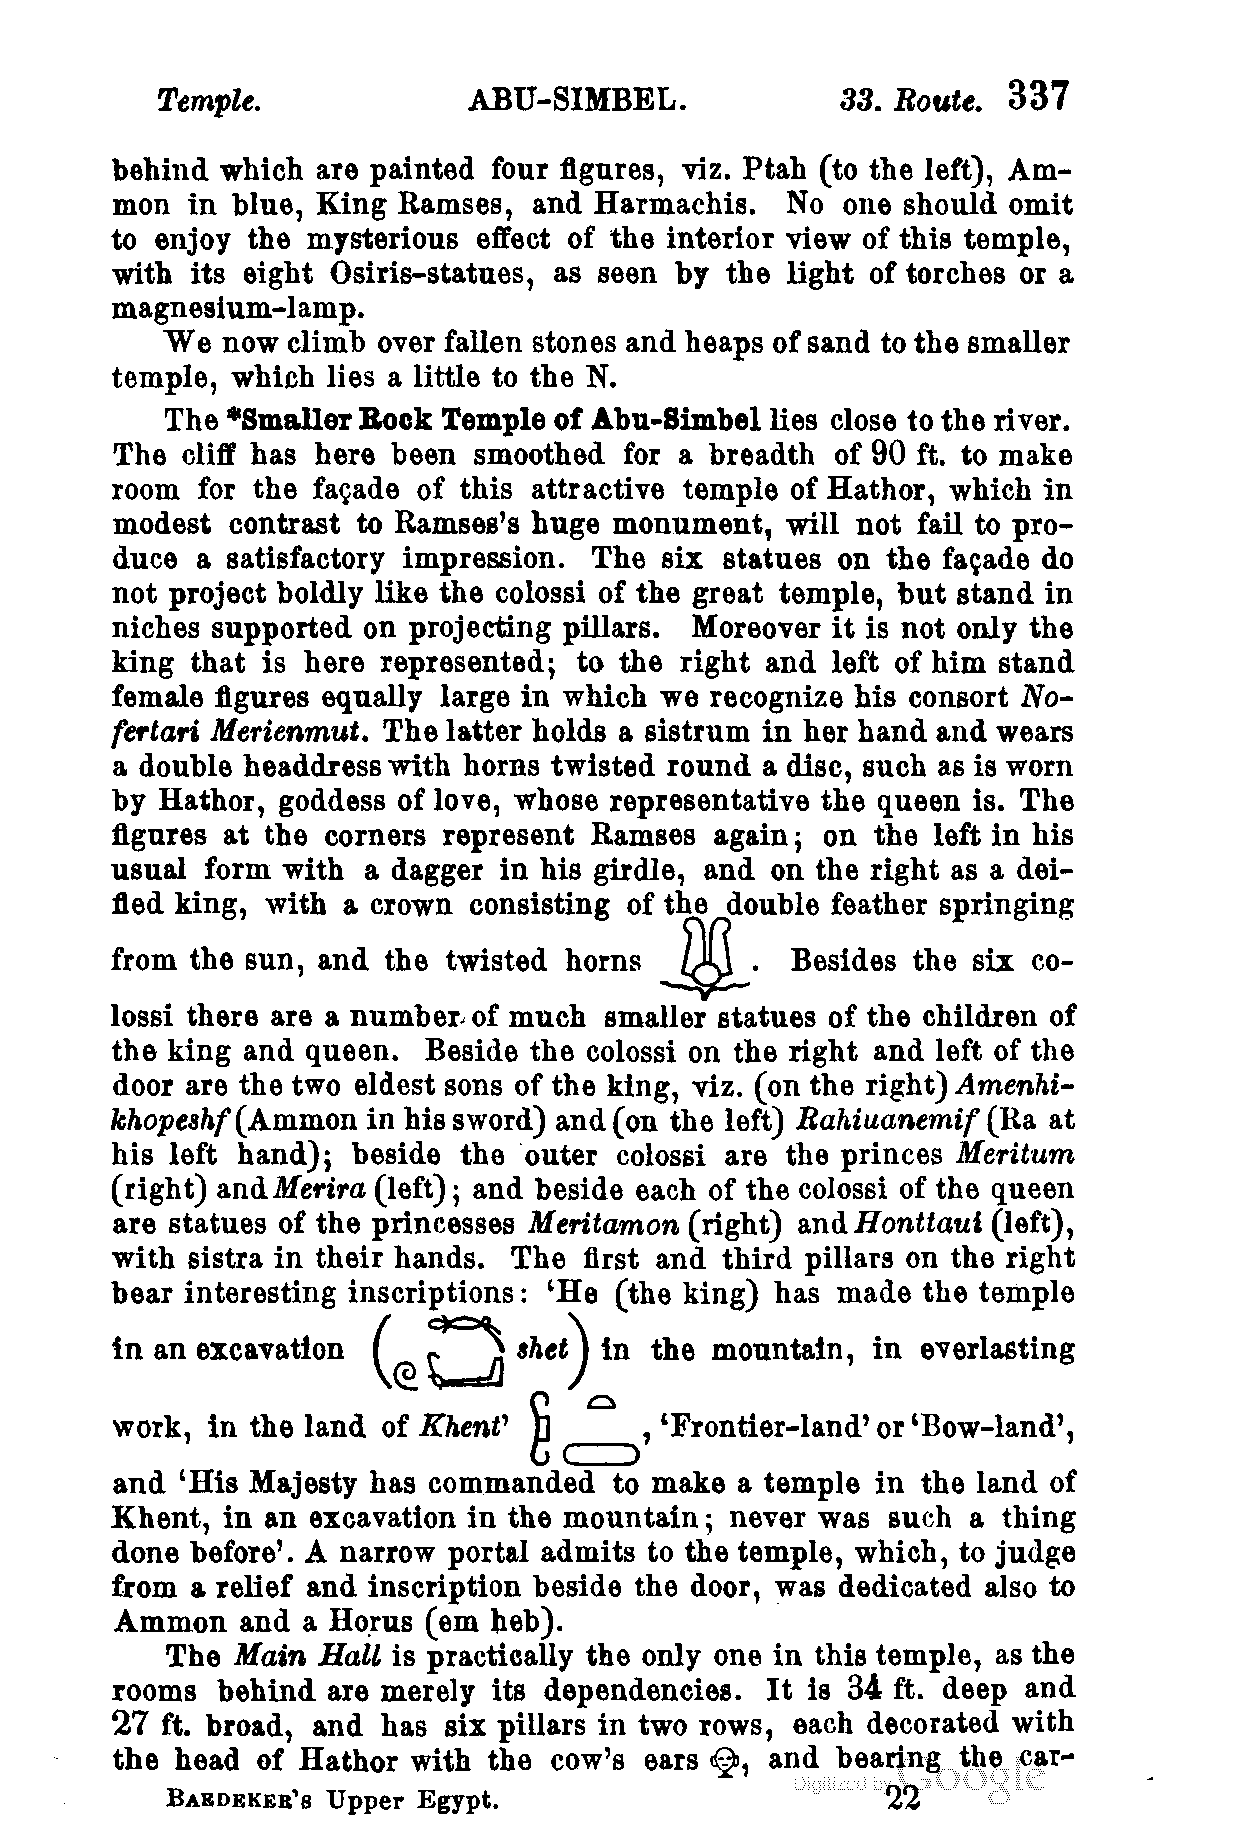 Temple. ABU-SIMBEL. 33. Route. 337
behind which are painted four figures, viz. Ptah (to the left), Am-
mon in blue, King Ramses, and Harmachis. No one should omit
to enjoy the mysterious effect of the interior view of this temple,
with its eight Osiris-statues, as seen by the light of torches or a
magnesium-lamp.
We now climb over fallen stones and heaps of sand to the smaller
temple, which lies a little to the N.
The *Smaller Rock Temple of Abu-Simbel lies close to the river.
The cliff has here been smoothed for a breadth of 90 ft. to make
room for the façade of this attractive temple of Hathor, which in
modest contrast to Ramses's huge monument, will not fail to pro-
duce a satisfactory impression. The six statues on the façade do
not project boldly like the colossi of the great temple, but stand in
niches supported on projecting pillars. Moreover it is not only the
king that is here represented; to the right and left of him stand
female figures equally large in which we recognize his consort No-
fertari Merienmut. The latter holds a sistrum in her hand and wears
a double headdress with horns twisted round a disc, such as is worn
by Hathor, goddess of love, whose representative the queen is. The
figures at the corners represent Ramses again; on the left in his
usual form with a dagger in his girdle, and on the right as a dei-
fied king, with a crown consisting of the double feather springing
from the sun, and the twisted horns . Besides the six co-
lossi there are a number of much smaller statues of the children of
the king and queen. Beside the colossi on the right and left of the
door are the two eldest sons of the king, viz. (on the right) Amenhi-
khopeshf (Ammon in his sword) and (on the left) Rahiuanemif (Ra at
his left hand); beside the outer colossi are the princes Meritum
(right) and Merira (left); and beside each of the colossi of the queen
are statues of the princesses Meritamon (right) and Honttaui (left),
with sistra in their hands. The first and third pillars on the right
bear interesting inscriptions: 'He (the king) has made the temple
in an excavation ( shet) in the mountain, in everlasting
work, in the land of Khent' , 'Frontier-land' or 'Bow-land',
and 'His Majesty has commanded to make a temple in the land of
Khent, in an excavation in the mountain; never was such a thing
done before'. A narrow portal admits to the temple, which, to judge
from a relief and inscription beside the door, was dedicated also to
Ammon and a Ḥorus (em ḥeb).
The Main Hall is practically the only one in this temple, as the
rooms behind are merely its dependencies. It is 34 ft. deep and
27 ft. broad, and has six pillars in two rows, each decorated with
the head of Hathor with the cow's ears , and bearing the car-
BAEDEKER's Upper Egypt. 22
Digitized by Google